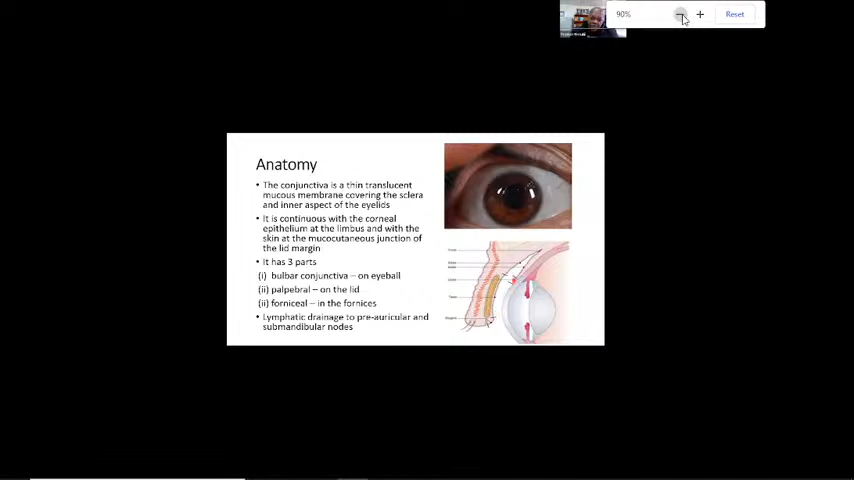 90%
Reset
Anatomy
• The conjunctiva is a thin translucent
mucous membrane covering the sclera
and inner aspect of the eyelids
• It is continuous with the corneal
epithelium at the limbus and with the
skin at the mucocutaneous junction of
the lid margin
• It has 3 parts
(i) bulbar conjunctiva – on eyeball
(ii) palpebral – on the lid
(ii) forniceal – in the fornices
• Lymphatic drainage to pre-auricular and
submandibular nodes